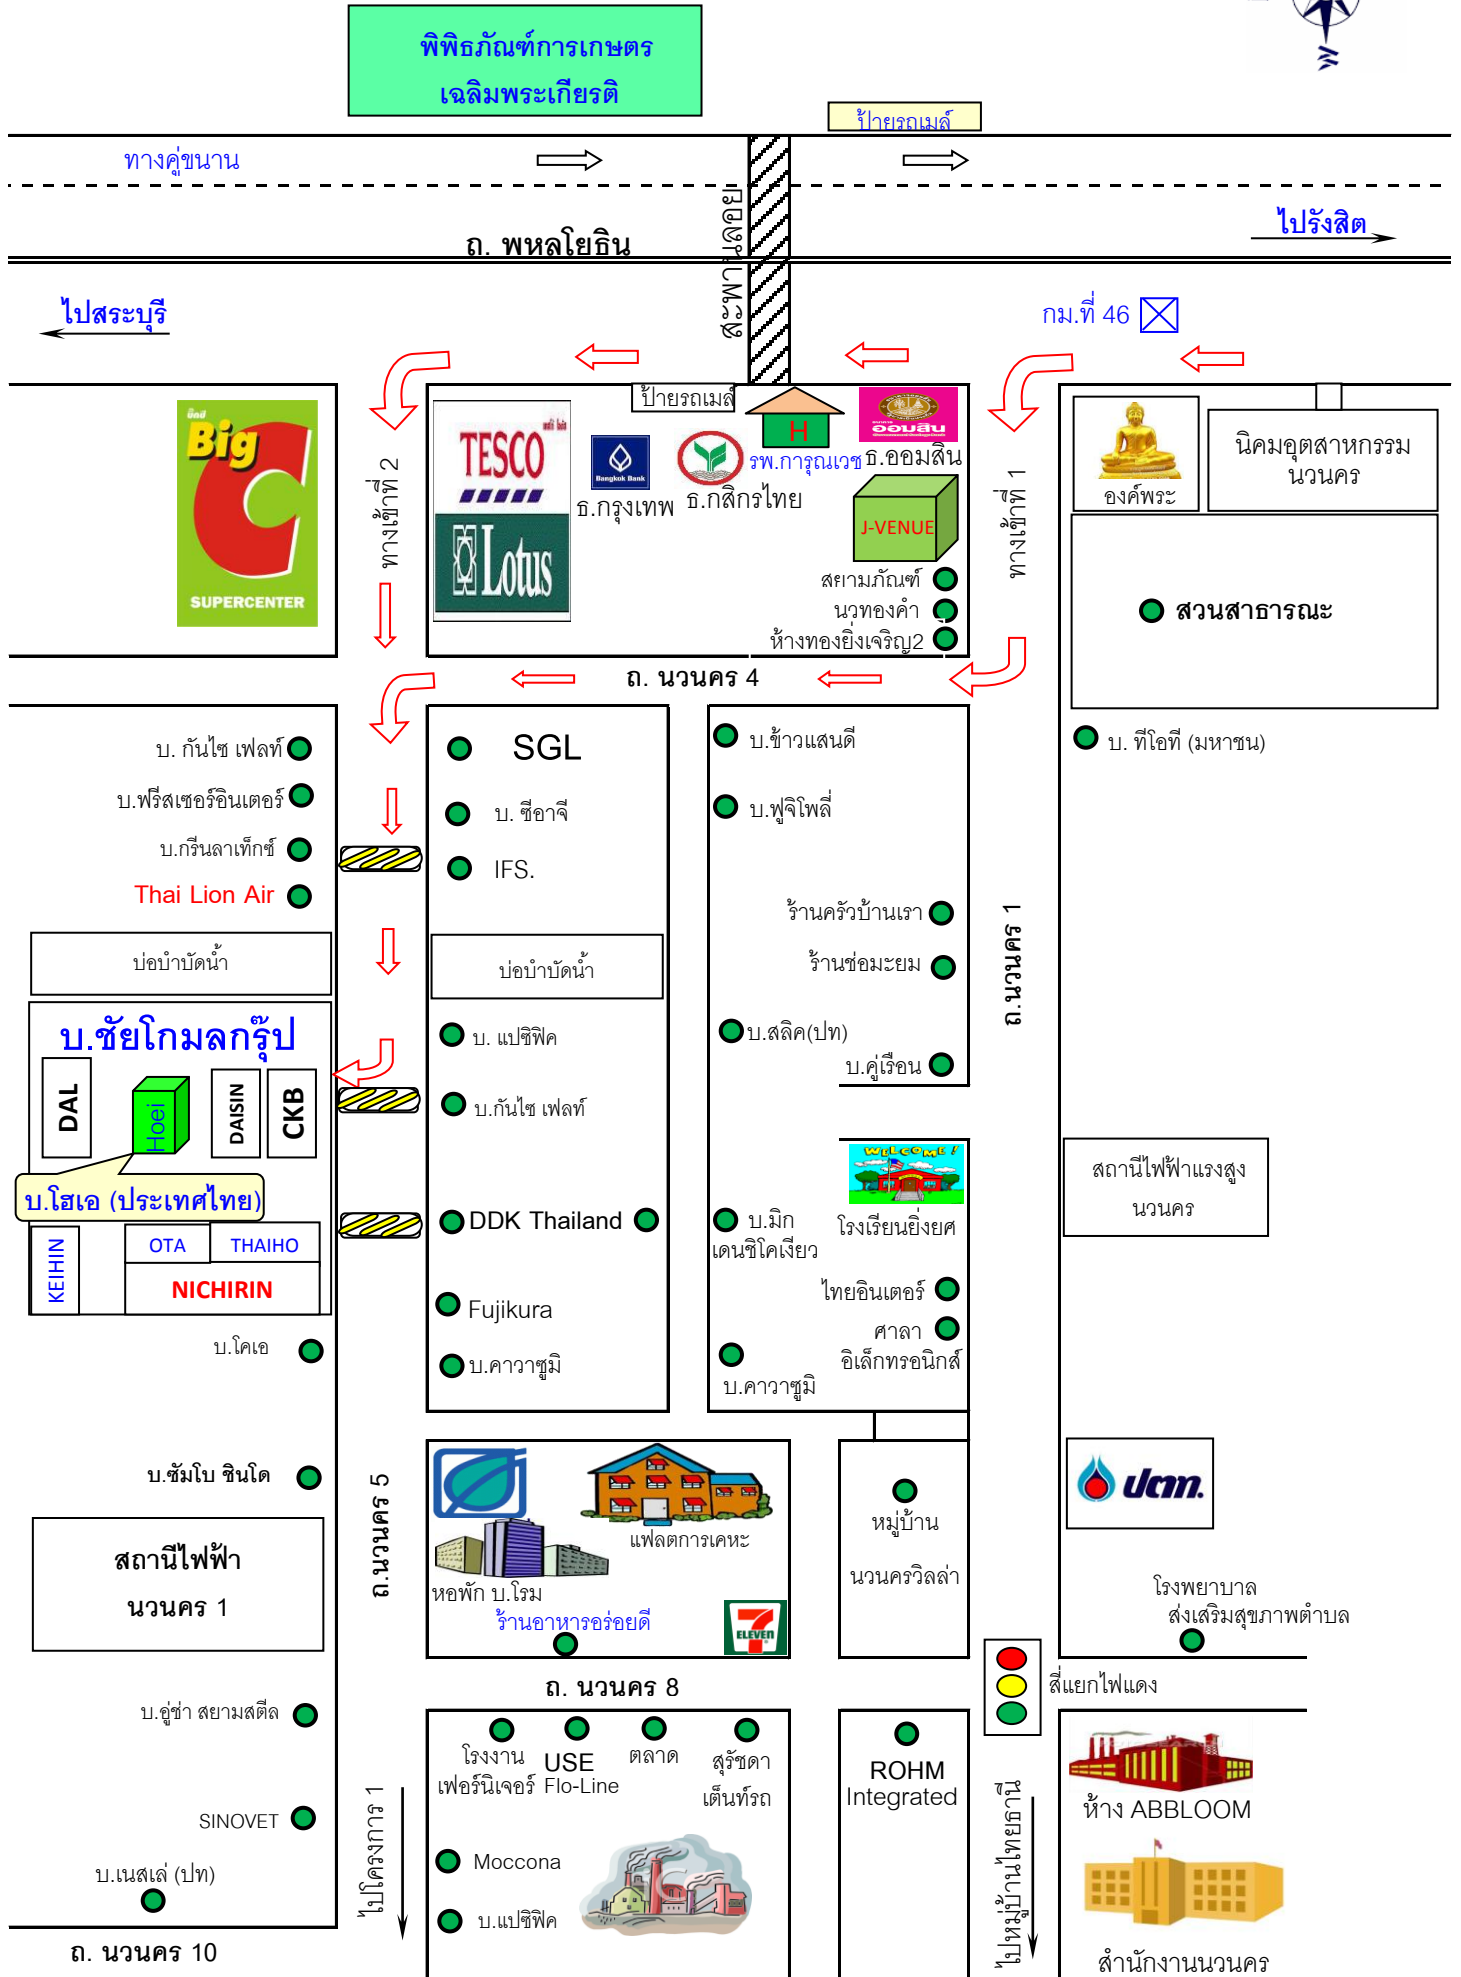 พิพิธภัณฑ์การเกษตร
เฉลิมพระเกียรติ
ป้ายรถเมล์
ทางคู่ขนาน
ถ. พหลโยธิน
สะพานลอย
ไปรังสิต
ไปสระบุรี
กม.ที่ 46
บิ๊กซี
Big C
SUPERCENTER
ทางเข้าที่ 2
TESCO
Lotus
Bangkok Bank
ธ.กรุงเทพ
ธ.กสิกรไทย
ป้ายรถเมล์
H
รพ.การุณเวช
ออมสิน
ธ.ออมสิน
J-VENUE
สยามภัณฑ์
นวทองคำ
ห้างทองยิ่งเจริญ2
ทางเข้าที่ 1
องค์พระ
นิคมอุตสาหกรรม
นวนคร
สวนสาธารณะ
ถ. นวนคร 4
บ. กันไซ เฟลท์
บ.ฟรีสเซอร์อินเตอร์
บ.กรีนลาเท็กซ์
Thai Lion Air
บ่อบำบัดน้ำ
บ.ชัยโกมลกรุ๊ป
DAL
Hoei
DAISIN
CKB
บ.โฮเอ (ประเทศไทย)
KEIHIN
OTA
THAIHO
NICHIRIN
บ.โคเอ
บ.ซัมโบ ชินโด
สถานีไฟฟ้า
นวนคร 1
บ.อู่ช่า สยามสตีล
SINOVET
บ.เนสเล่ (ปท)
ถ. นวนคร 10
SGL
บ. ซีอาจี
IFS.
บ่อบำบัดน้ำ
บ. แปซิฟิค
บ.กันไซ เฟลท์
DDK Thailand
Fujikura
บ.คาวาซูมิ
ถ.นวนคร 5
บ.ข้าวแสนดี
บ.ฟูจิโพลี่
ร้านครัวบ้านเรา
ร้านช่อมะยม
บ.สลิค(ปท)
บ.คู่เรือน
WELCOME!
โรงเรียนยิ่งยศ
บ.มิก
เดนชิโคเงียว
ไทยอินเตอร์
ศาลา
อิเล็กทรอนิกส์
บ.คาวาซูมิ
ถ.นวนคร 1
บ. ทีโอที (มหาชน)
สถานีไฟฟ้าแรงสูง
นวนคร
ปตท.
โรงพยาบาล
ส่งเสริมสุขภาพตำบล
แฟลตการเคหะ
หอพัก บ.โรม
ร้านอาหารอร่อยดี
7
ELEVEN
หมู่บ้าน
นวนครวิลล่า
สี่แยกไฟแดง
ถ. นวนคร 8
โรงงาน
เฟอร์นิเจอร์
USE
Flo-Line
ตลาด
สุรัชดา
เต็นท์รถ
Moccona
บ.แปซิฟิค
ไปโครงการ 1
ROHM
Integrated
ไปหมู่บ้านไทยธานี
ห้าง ABBLOOM
สำนักงานนวนคร